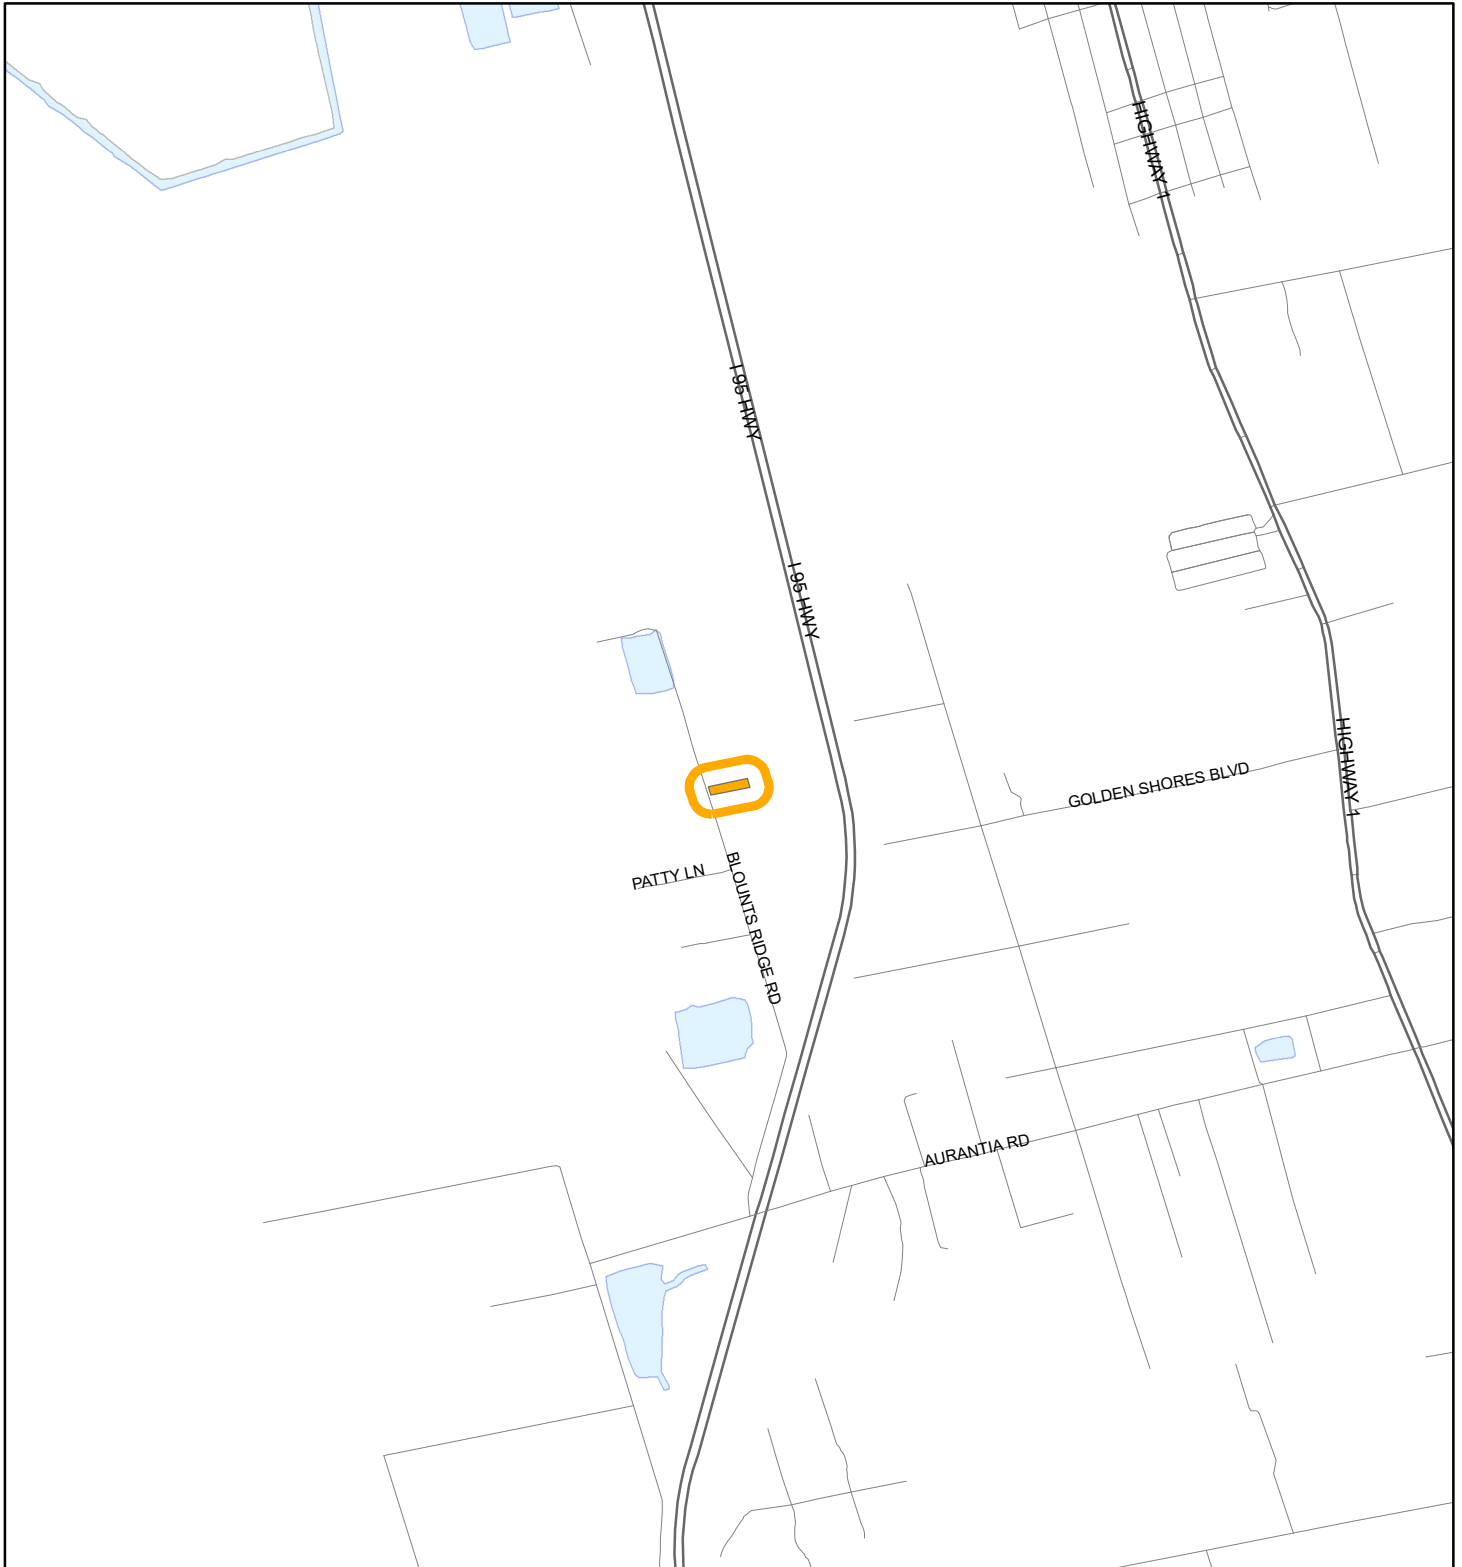 HIGHWAY 1
I 95 HWY
I 95 HWY
HIGHWAY 1
GOLDEN SHORES BLVD
PATTY LN
BLOUNTS RIDGE RD
AURANTIA RD